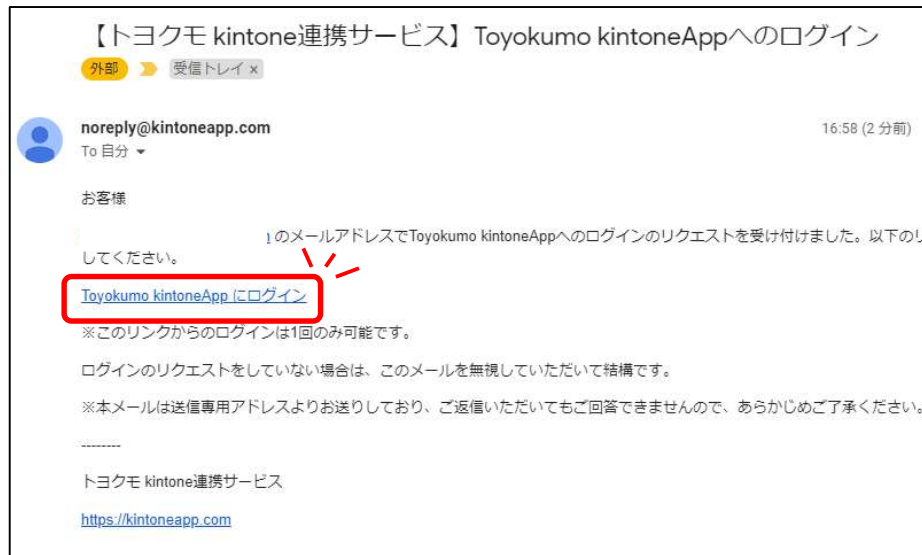 【トヨクモ kintone連携サービス】Toyokumo kintoneAppへのログイン
外部 受信トレイ ×
noreply@kintoneapp.com 16:58 (2 分前)
To 自分
お客様
のメールアドレスでToyokumo kintoneAppへのログインのリクエストを受け付けました。以下の
してください。
Toyokumo kintoneApp にログイン
※このリンクからのログインは1回のみ可能です。
ログインのリクエストをしていない場合は、このメールを無視していただいて結構です。
※本メールは送信専用アドレスよりお送りしており、ご返信いただいてもご回答できませんので、あらかじめご了承ください。
--------
トヨクモ kintone連携サービス
https://kintoneapp.com